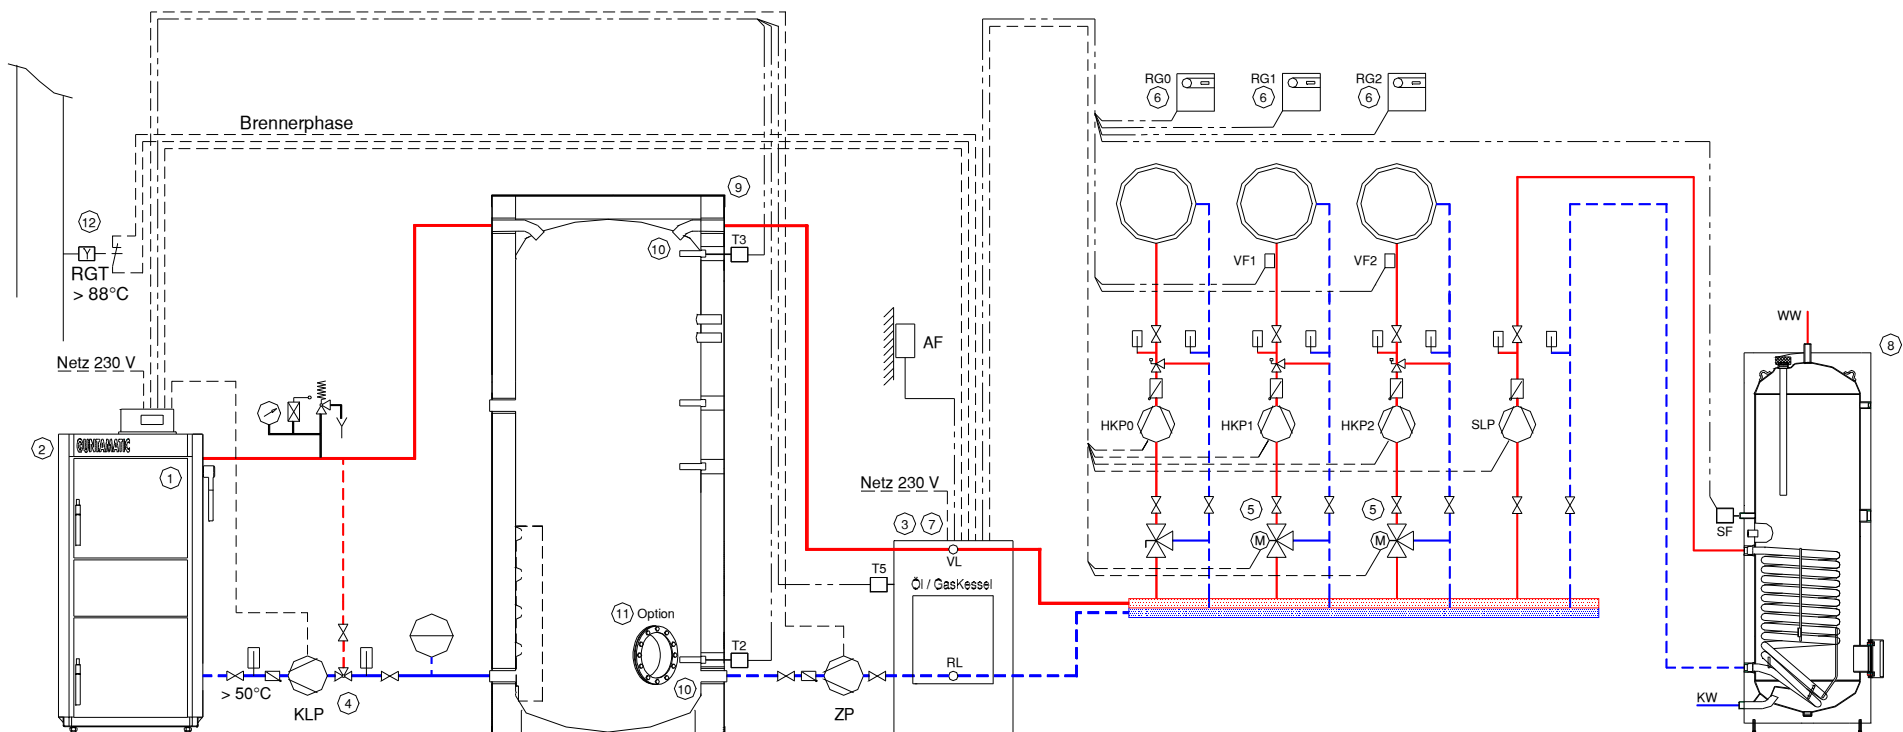 RG0
RG1
RG2
6
6
6
Brennerphase
9
12
10
T3
RGT
> 88°C
VF1
VF2
WW
AF
8
Netz 230 V
HKP0
HKP1
HKP2
SLP
2
GUNTAMATIC
1
Netz 230 V
5
5
3
7
SF
M
M
VL
T5
Öl / GasKessel
11
Option
T2
RL
10
> 50°C
4
KW
KLP
ZP